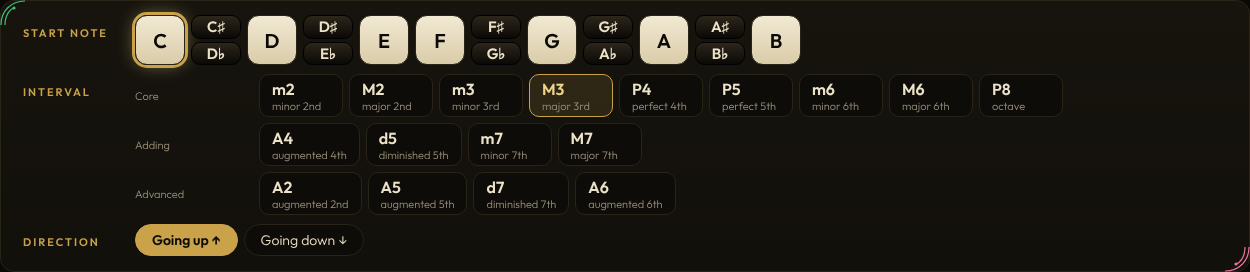 START NOTE
C C♯ D♭ D D♯ E♭ E F F♯ G♭ G G♯ A♭ A A♯ B♭ B
INTERVAL
Core
m2 M2 m3 M3 P4 P5 m6 M6 P8
minor 2nd major 2nd minor 3rd major 3rd perfect 4th perfect 5th minor 6th major 6th octave
Adding
A4 d5 m7 M7
augmented 4th diminished 5th minor 7th major 7th
Advanced
A2 A5 d7 A6
augmented 2nd augmented 5th diminished 7th augmented 6th
DIRECTION
Going up ↑ Going down ↓